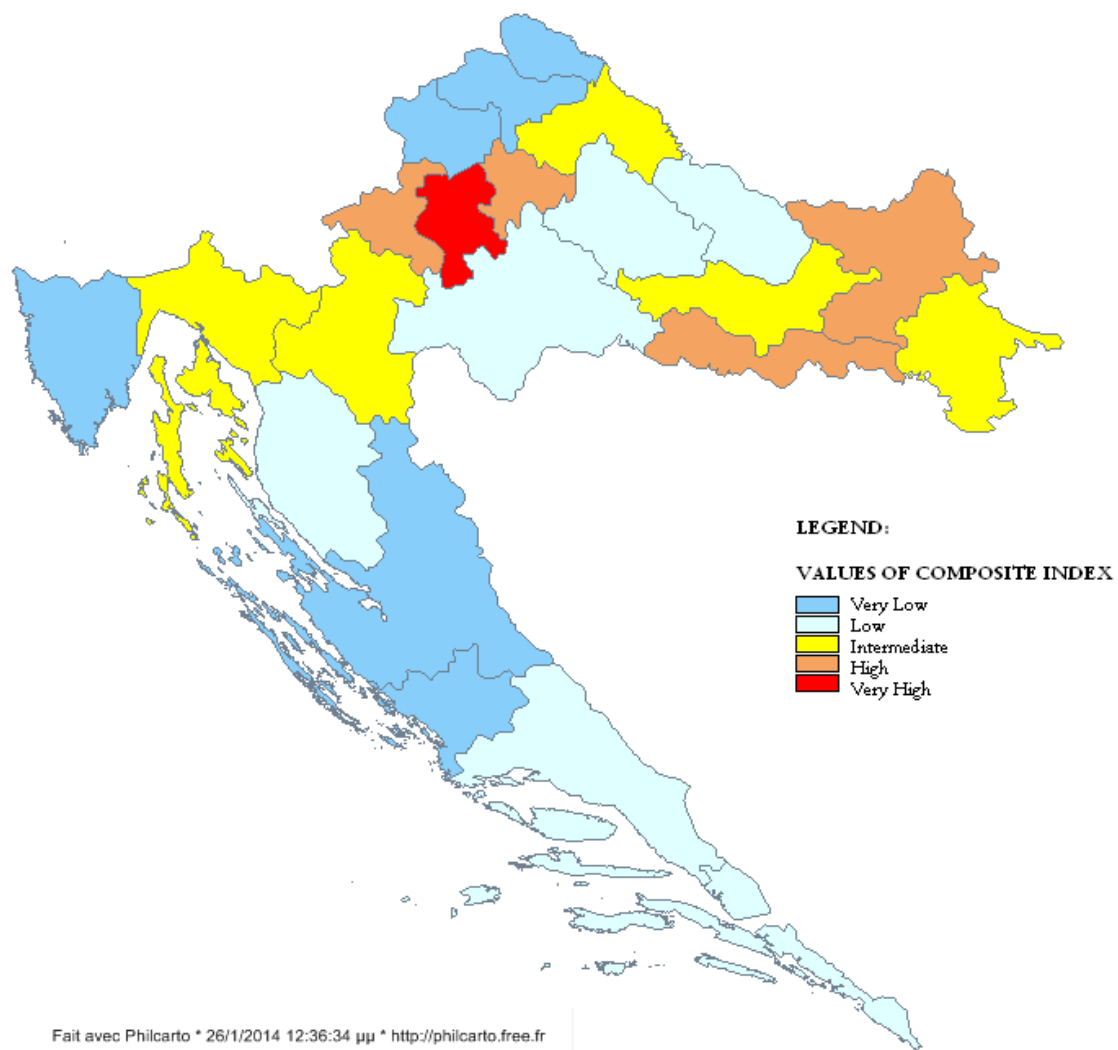 LEGEND:
VALUES OF COMPOSITE INDEX
Very Low
Low
Intermediate
High
Very High
Fait avec Philcarto * 26/1/2014 12:36:34 μμ * http://philcarto.free.fr